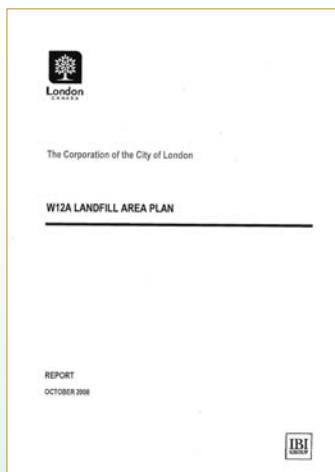 London
CANADA
The Corporation of the City of London
W12A LANDFILL AREA PLAN
REPORT
OCTOBER 2008
IBI
GROUP